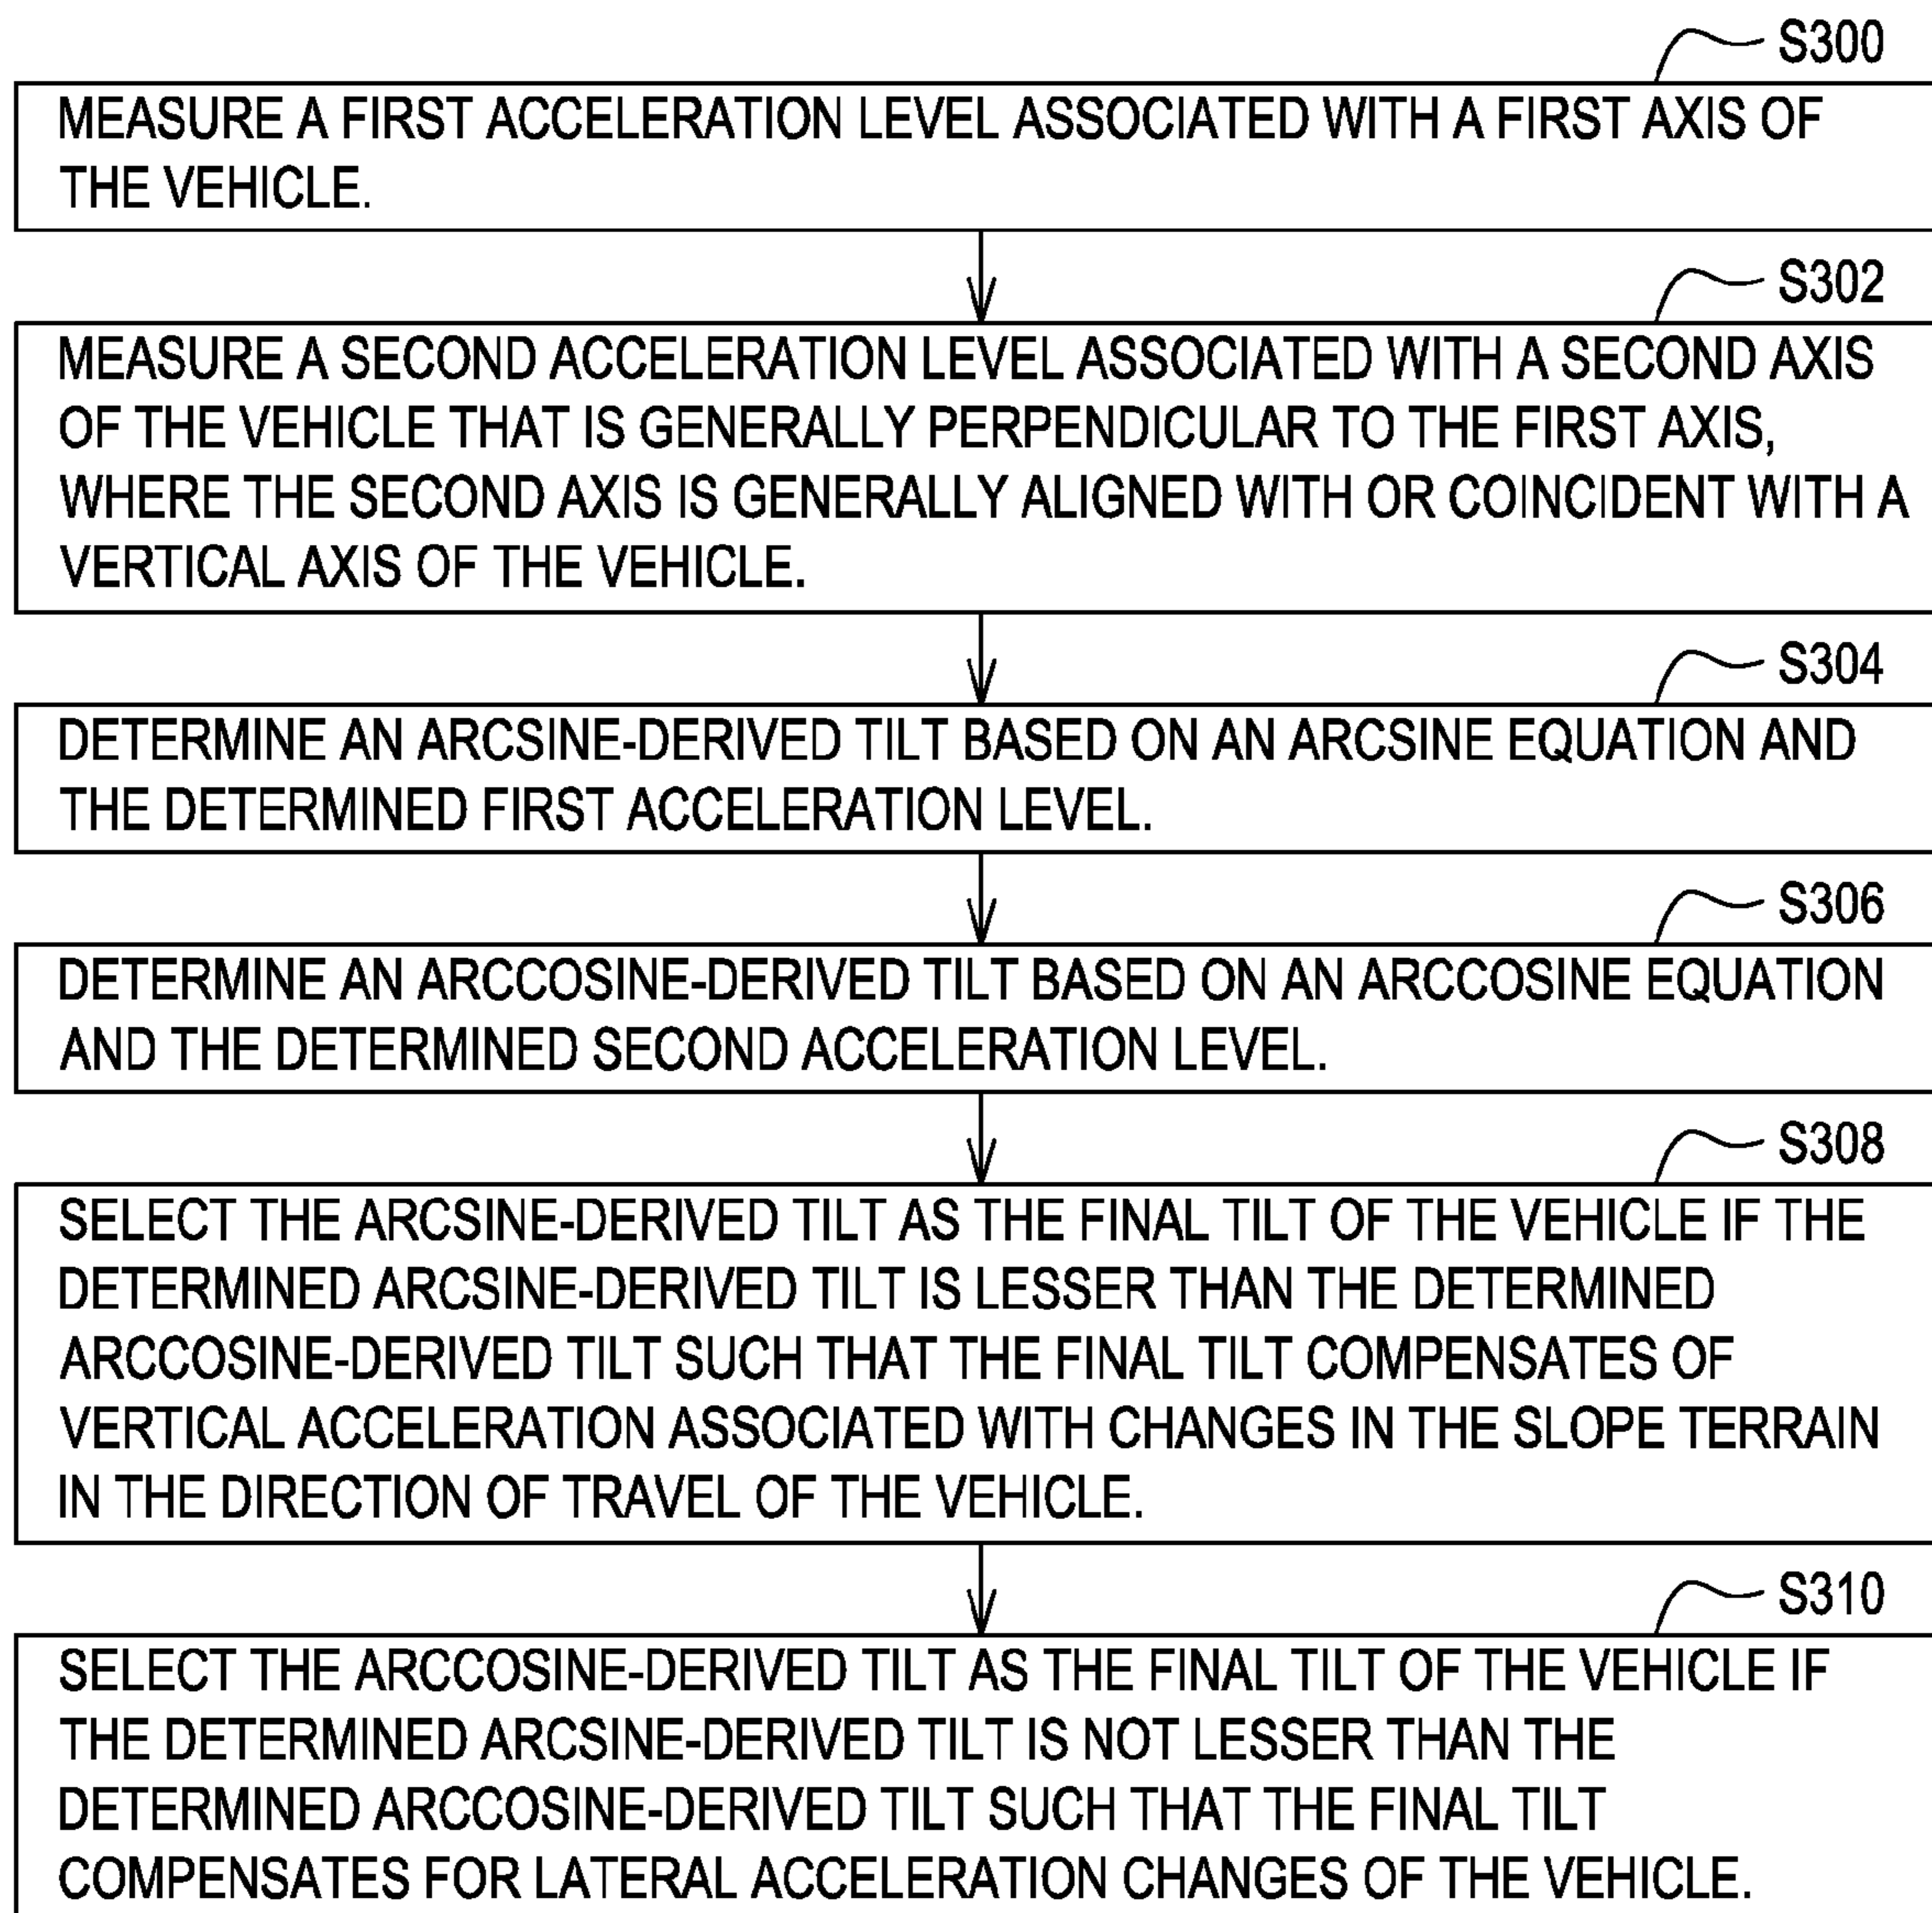 S300
MEASURE A FIRST ACCELERATION LEVEL ASSOCIATED WITH A FIRST AXIS OF
THE VEHICLE.
S302
MEASURE A SECOND ACCELERATION LEVEL ASSOCIATED WITH A SECOND AXIS
OF THE VEHICLE THAT IS GENERALLY PERPENDICULAR TO THE FIRST AXIS,
WHERE THE SECOND AXIS IS GENERALLY ALIGNED WITH OR COINCIDENT WITH A
VERTICAL AXIS OF THE VEHICLE.
S304
DETERMINE AN ARCSINE-DERIVED TILT BASED ON AN ARCSINE EQUATION AND
THE DETERMINED FIRST ACCELERATION LEVEL.
S306
DETERMINE AN ARCCOSINE-DERIVED TILT BASED ON AN ARCCOSINE EQUATION
AND THE DETERMINED SECOND ACCELERATION LEVEL.
S308
SELECT THE ARCSINE-DERIVED TILT AS THE FINAL TILT OF THE VEHICLE IF THE
DETERMINED ARCSINE-DERIVED TILT IS LESSER THAN THE DETERMINED
ARCCOSINE-DERIVED TILT SUCH THAT THE FINAL TILT COMPENSATES OF
VERTICAL ACCELERATION ASSOCIATED WITH CHANGES IN THE SLOPE TERRAIN
IN THE DIRECTION OF TRAVEL OF THE VEHICLE.
S310
SELECT THE ARCCOSINE-DERIVED TILT AS THE FINAL TILT OF THE VEHICLE IF
THE DETERMINED ARCSINE-DERIVED TILT IS NOT LESSER THAN THE
DETERMINED ARCCOSINE-DERIVED TILT SUCH THAT THE FINAL TILT
COMPENSATES FOR LATERAL ACCELERATION CHANGES OF THE VEHICLE.